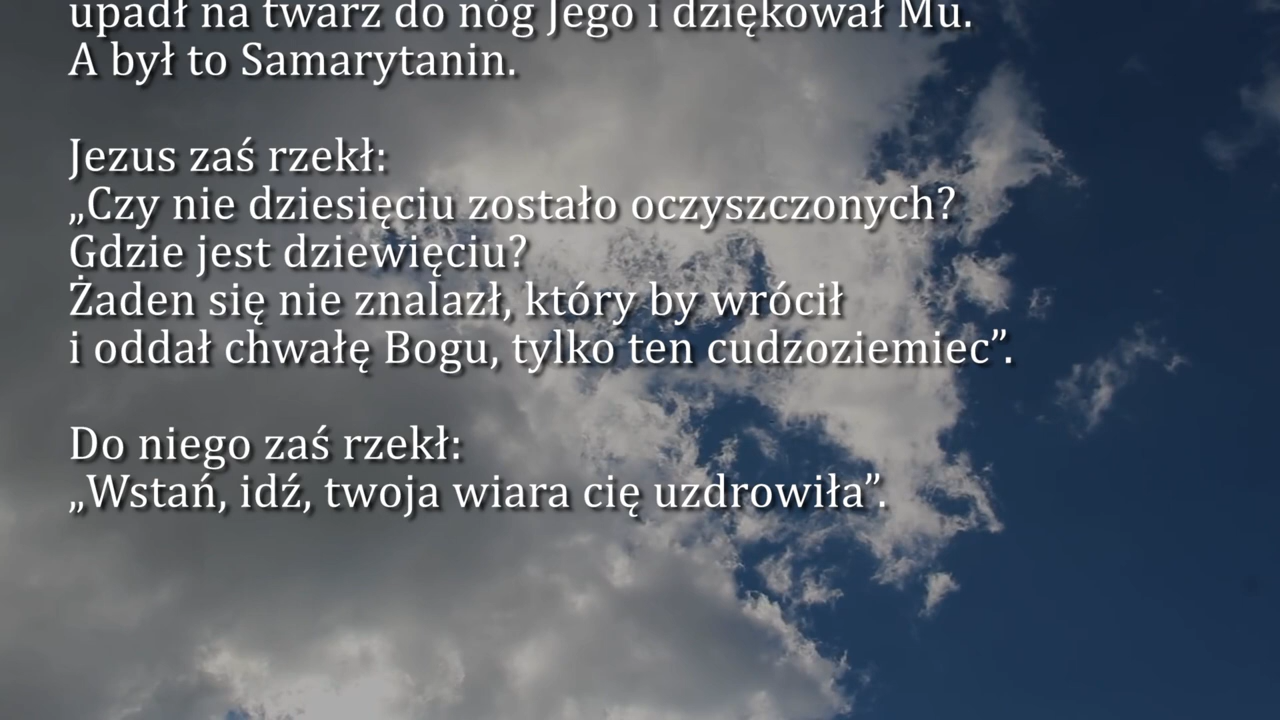 upadł na twarz do nóg Jego i dziękował Mu.
A był to Samarytanin.
Jezus zaś rzekł:
„Czy nie dziesięciu zostało oczyszczonych?
Gdzie jest dziewięciu?
Żaden się nie znalazł, który by wrócił
i oddał chwałę Bogu, tylko ten cudzoziemiec”.
Do niego zaś rzekł:
„Wstań, idź, twoja wiara cię uzdrowiła”.